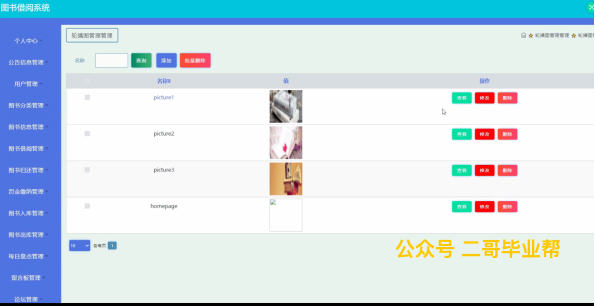 图书借阅系统
个人中心
公告信息管理
用户管理
图书分类管理
图书信息管理
图书借阅管理
图书归还管理
罚金缴纳管理
图书入库管理
图书出库管理
每日盘点管理
留言板管理
论坛管理
轮播图管理管理
轮播图管理管理
名称
查询
添加
批量删除
名称 值 操作
picture1 查看 修改 删除
picture2 查看 修改 删除
picture3 查看 修改 删除
homepage 查看 修改 删除
10 条每页 1
公众号 二哥毕业帮